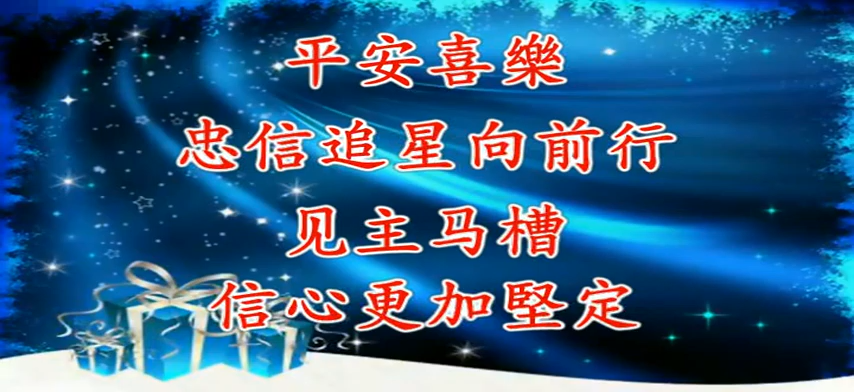 平安喜樂
忠信追星向前行
见主马槽
信心更加堅定